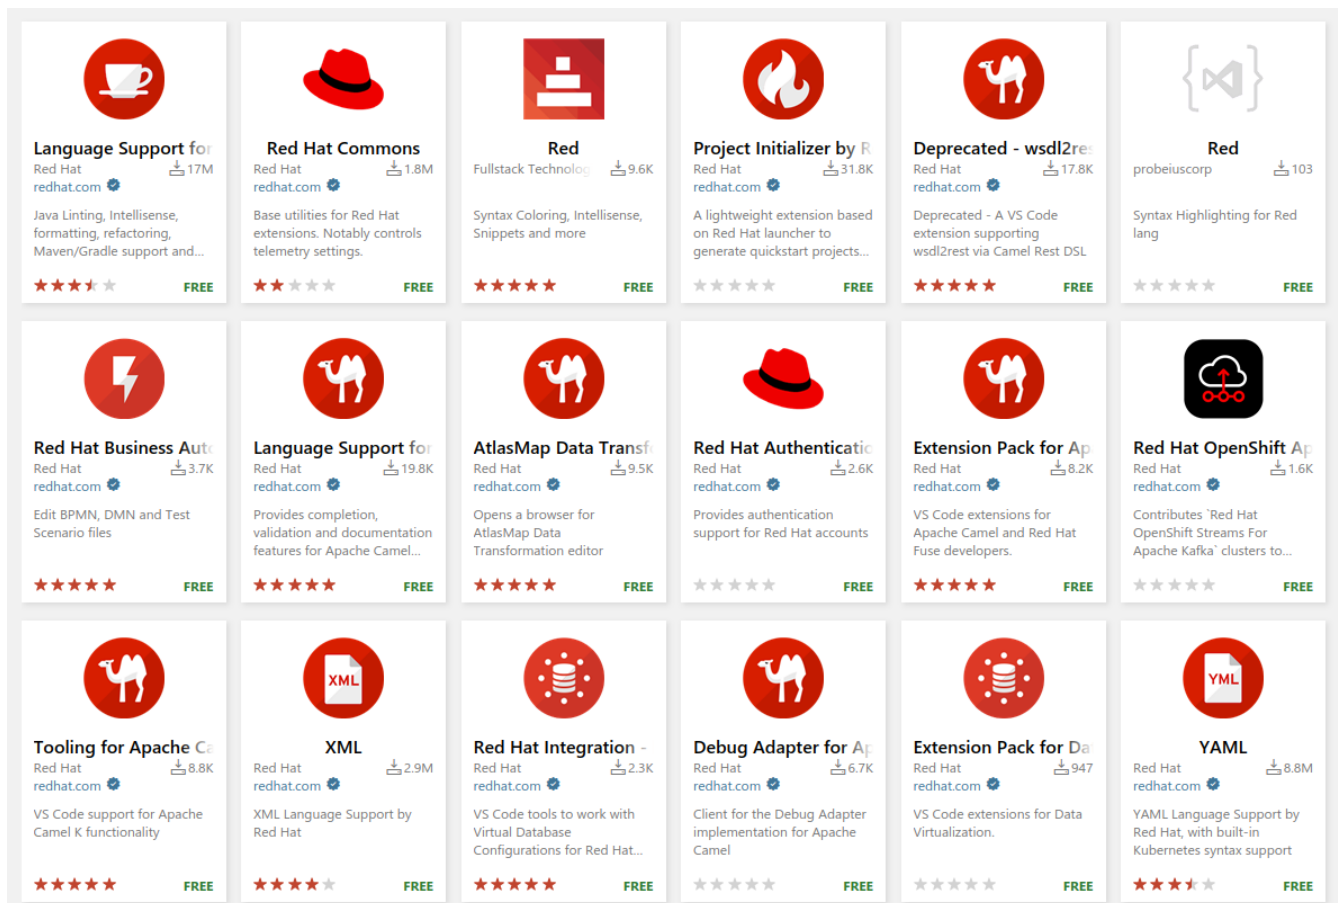 Language Support for
Red Hat 17M
redhat.com
Java Linting, Intellisense,
formatting, refactoring,
Maven/Gradle support and...
FREE
Red Hat Commons
Red Hat 1.8M
redhat.com
Base utilities for Red Hat
extensions. Notably controls
telemetry settings.
FREE
Red
Fullstack Technolog 9.6K
Syntax Coloring, Intellisense,
Snippets and more
FREE
Project Initializer by R
Red Hat 31.8K
redhat.com
A lightweight extension based
on Red Hat launcher to
generate quickstart projects...
FREE
Deprecated - wsdl2res
Red Hat 17.8K
redhat.com
Deprecated - A VS Code
extension supporting
wsdl2rest via Camel Rest DSL
FREE
Red
probeiuscorp 103
Syntax Highlighting for Red
lang
FREE
Red Hat Business Auto
Red Hat 3.7K
redhat.com
Edit BPMN, DMN and Test
Scenario files
FREE
Language Support for
Red Hat 19.8K
redhat.com
Provides completion,
validation and documentation
features for Apache Camel...
FREE
AtlasMap Data Transf
Red Hat 9.5K
redhat.com
Opens a browser for
AtlasMap Data
Transformation editor
FREE
Red Hat Authenticatio
Red Hat 2.6K
redhat.com
Provides authentication
support for Red Hat accounts
FREE
Extension Pack for Ap
Red Hat 8.2K
redhat.com
VS Code extensions for
Apache Camel and Red Hat
Fuse developers.
FREE
Red Hat OpenShift Ap
Red Hat 1.6K
redhat.com
Contributes `Red Hat
OpenShift Streams For
Apache Kafka` clusters to...
FREE
Tooling for Apache Ca
Red Hat 8.8K
redhat.com
VS Code support for Apache
Camel K functionality
FREE
XML
XML
Red Hat 2.9M
redhat.com
XML Language Support by
Red Hat
FREE
Red Hat Integration -
Red Hat 2.3K
redhat.com
VS Code tools to work with
Virtual Database
Configurations for Red Hat...
FREE
Debug Adapter for Ap
Red Hat 6.7K
redhat.com
Client for the Debug Adapter
implementation for Apache
Camel
FREE
Extension Pack for Da
Red Hat 947
redhat.com
VS Code extensions for Data
Virtualization.
FREE
YML
YAML
Red Hat 8.8M
redhat.com
YAML Language Support by
Red Hat, with built-in
Kubernetes syntax support
FREE